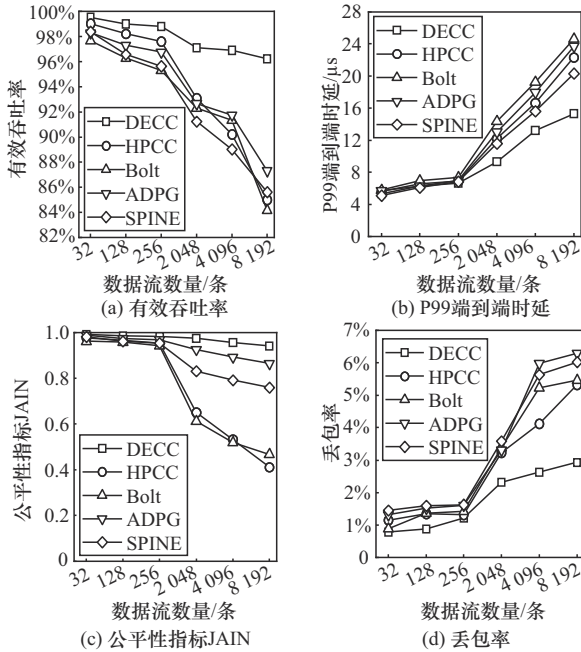 100%
98%
96%
94%
92%
90%
88%
86%
84%
82%
有效吞吐率
DECC
HPCC
Bolt
ADPG
SPINE
32
128
256
2 048
4 096
8 192
数据流数量/条
(a) 有效吞吐率
28
24
20
16
12
8
4
0
P99端到端时延/μs
DECC
HPCC
Bolt
ADPG
SPINE
32
128
256
2 048
4 096
8 192
数据流数量/条
(b) P99端到端时延
1.0
0.8
0.6
0.4
0.2
0
公平性指标JAIN
DECC
HPCC
Bolt
ADPG
SPINE
32
128
256
2 048
4 096
8 192
数据流数量/条
(c) 公平性指标JAIN
7%
6%
5%
4%
3%
2%
1%
0
丢包率
DECC
HPCC
Bolt
ADPG
SPINE
32
128
256
2 048
4 096
8 192
数据流数量/条
(d) 丢包率